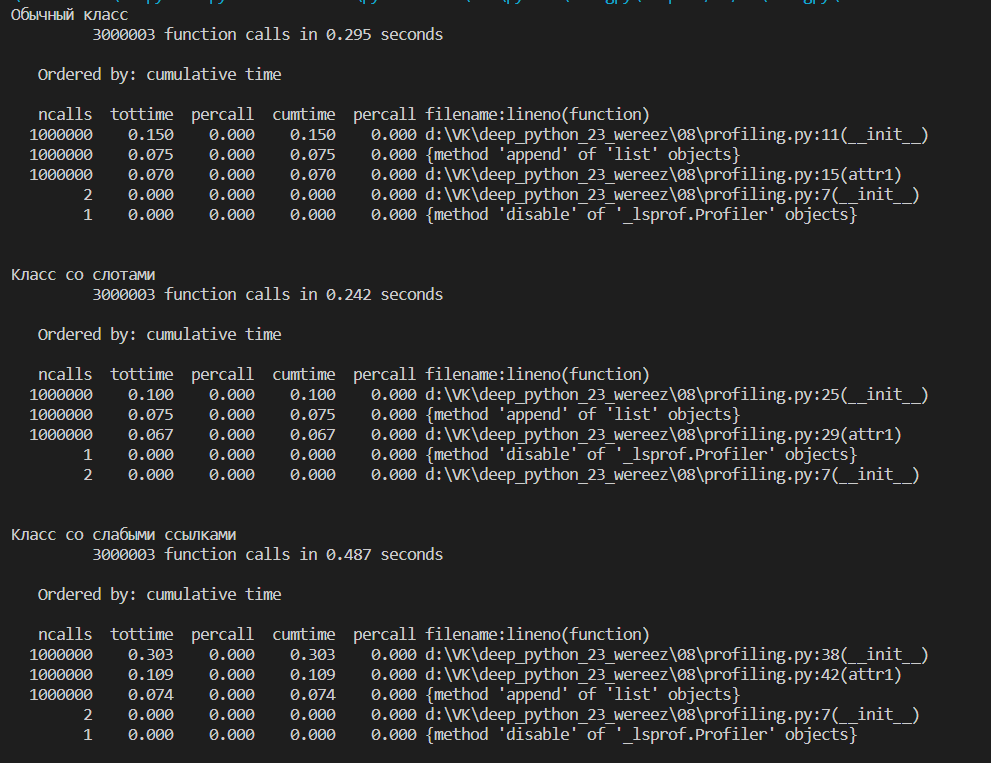 Обычный класс
         3000003 function calls in 0.295 seconds

   Ordered by: cumulative time

   ncalls  tottime  percall  cumtime  percall filename:lineno(function)
  1000000    0.150    0.000    0.150    0.000 d:\VK\deep_python_23_wereez\08\profiling.py:11(__init__)
  1000000    0.075    0.000    0.075    0.000 {method 'append' of 'list' objects}
  1000000    0.070    0.000    0.070    0.000 d:\VK\deep_python_23_wereez\08\profiling.py:15(attr1)
        2    0.000    0.000    0.000    0.000 d:\VK\deep_python_23_wereez\08\profiling.py:7(__init__)
        1    0.000    0.000    0.000    0.000 {method 'disable' of '_lsprof.Profiler' objects}

Класс со слотами
         3000003 function calls in 0.242 seconds

   Ordered by: cumulative time

   ncalls  tottime  percall  cumtime  percall filename:lineno(function)
  1000000    0.100    0.000    0.100    0.000 d:\VK\deep_python_23_wereez\08\profiling.py:25(__init__)
  1000000    0.075    0.000    0.075    0.000 {method 'append' of 'list' objects}
  1000000    0.067    0.000    0.067    0.000 d:\VK\deep_python_23_wereez\08\profiling.py:29(attr1)
        1    0.000    0.000    0.000    0.000 {method 'disable' of '_lsprof.Profiler' objects}
        2    0.000    0.000    0.000    0.000 d:\VK\deep_python_23_wereez\08\profiling.py:7(__init__)

Класс со слабыми ссылками
         3000003 function calls in 0.487 seconds

   Ordered by: cumulative time

   ncalls  tottime  percall  cumtime  percall filename:lineno(function)
  1000000    0.303    0.000    0.303    0.000 d:\VK\deep_python_23_wereez\08\profiling.py:38(__init__)
  1000000    0.109    0.000    0.109    0.000 d:\VK\deep_python_23_wereez\08\profiling.py:42(attr1)
  1000000    0.074    0.000    0.074    0.000 {method 'append' of 'list' objects}
        2    0.000    0.000    0.000    0.000 d:\VK\deep_python_23_wereez\08\profiling.py:7(__init__)
        1    0.000    0.000    0.000    0.000 {method 'disable' of '_lsprof.Profiler' objects}